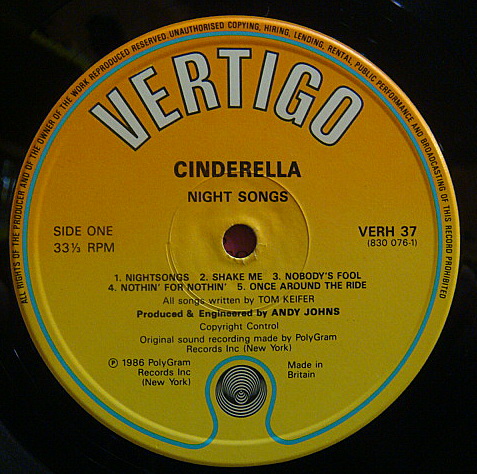 ALL RIGHTS OF THE PRODUCER AND OF THE OWNER OF THE WORK REPRODUCED RESERVED UNAUTHORISED COPYING, HIRING, LENDING, RENTAL, PUBLIC PERFORMANCE AND BROADCASTING OF THIS RECORD PROHIBITED
VERTIGO
CINDERELLA
NIGHT SONGS
SIDE ONE
33⅓ RPM
VERH 37
(830 076-1)
1. NIGHTSONGS 2. SHAKE ME 3. NOBODY'S FOOL
4. NOTHIN' FOR NOTHIN' 5. ONCE AROUND THE RIDE
All songs written by TOM KEIFER
Produced & Engineered by ANDY JOHNS
Copyright Control
Original sound recording made by PolyGram
Records Inc (New York)
℗ 1986 PolyGram
Records Inc
(New York)
Made in
Britain